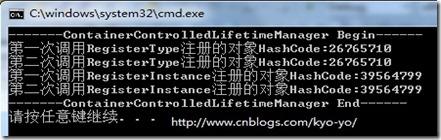 C:\windows\system32\cmd.exe
-------ContainerControlledLifetimeManager Begin------
第一次调用RegisterType注册的对象HashCode:26765710
第二次调用RegisterType注册的对象HashCode:26765710
第一次调用RegisterInstance注册的对象HashCode:39564799
第二次调用RegisterInstance注册的对象HashCode:39564799
-------ContainerControlledLifetimeManager End------
请按任意键继续. . .
http://www.cnblogs.com/kyo-yo/